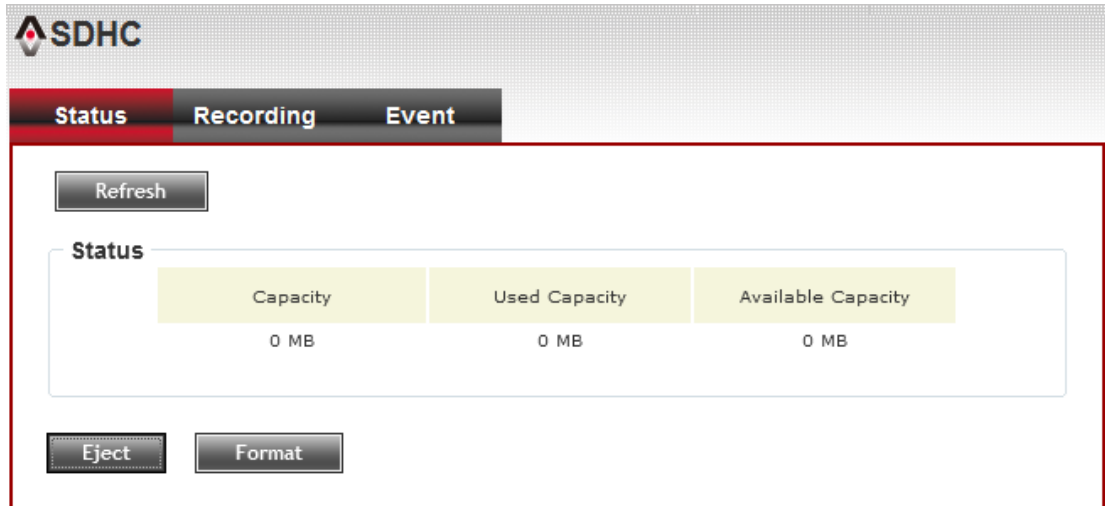 SDHC
Status Recording Event
Refresh
Status
Capacity Used Capacity Available Capacity
0 MB 0 MB 0 MB
Eject Format